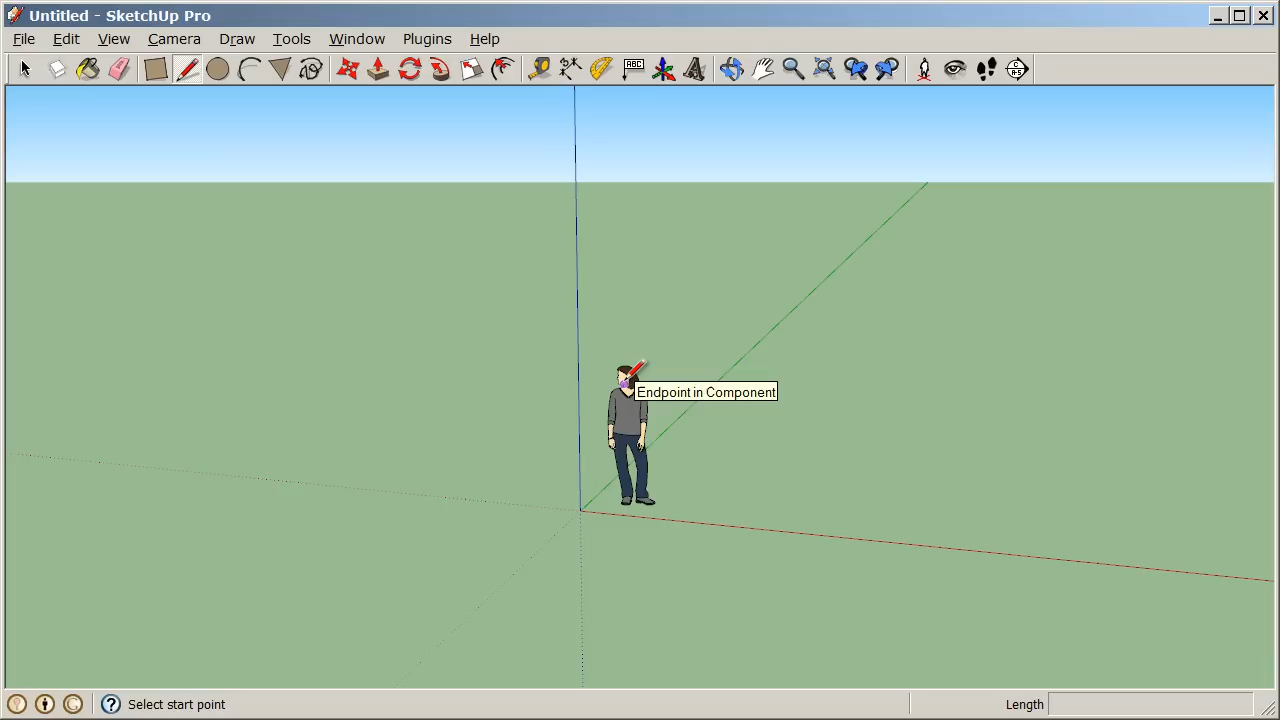 Untitled - SketchUp Pro
File Edit View Camera Draw Tools Window Plugins Help
ABC
A
Endpoint in Component
Select start point
Length